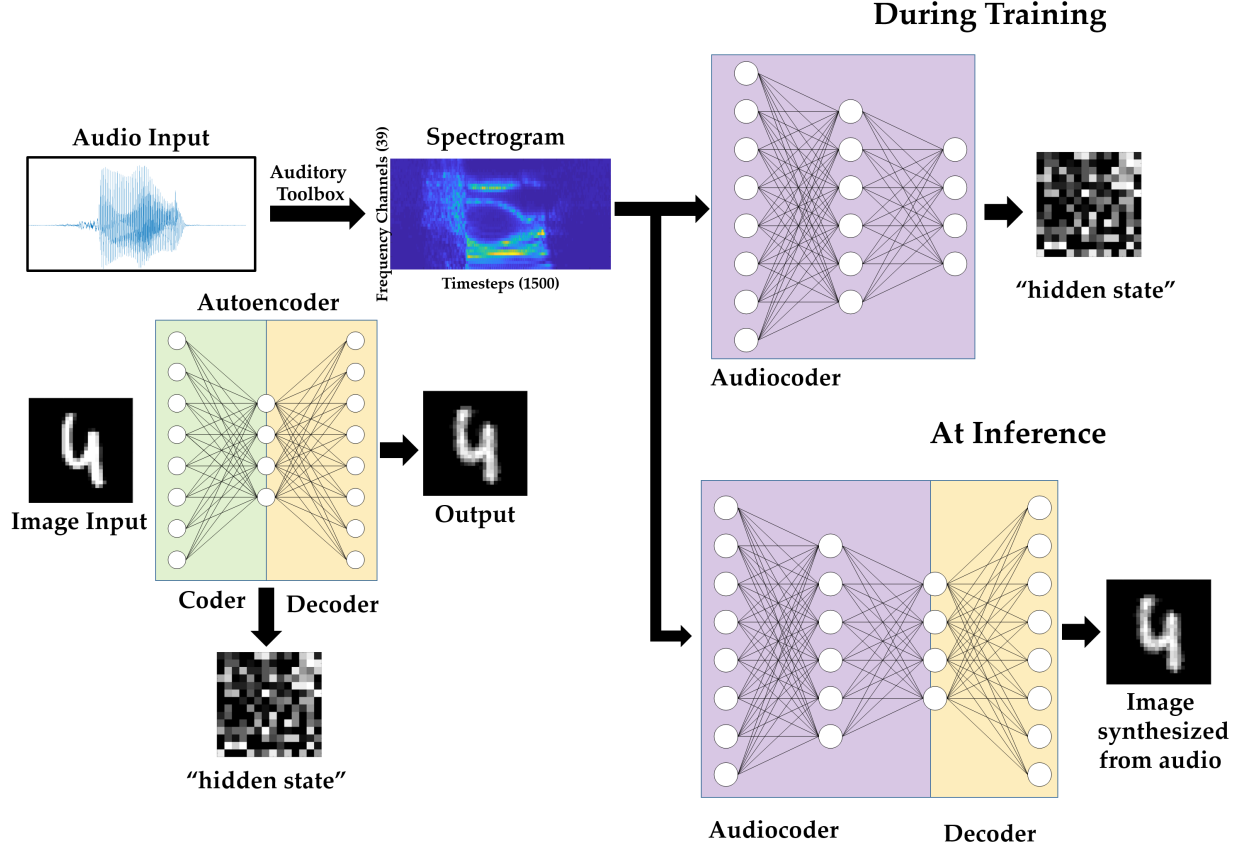 During Training
Audio Input
Auditory
Toolbox
Spectrogram
Frequency Channels (39)
Timesteps (1500)
“hidden state”
Audiocoder
Autoencoder
Image Input
Output
Coder
Decoder
“hidden state”
At Inference
Image
synthesized
from audio
Audiocoder
Decoder